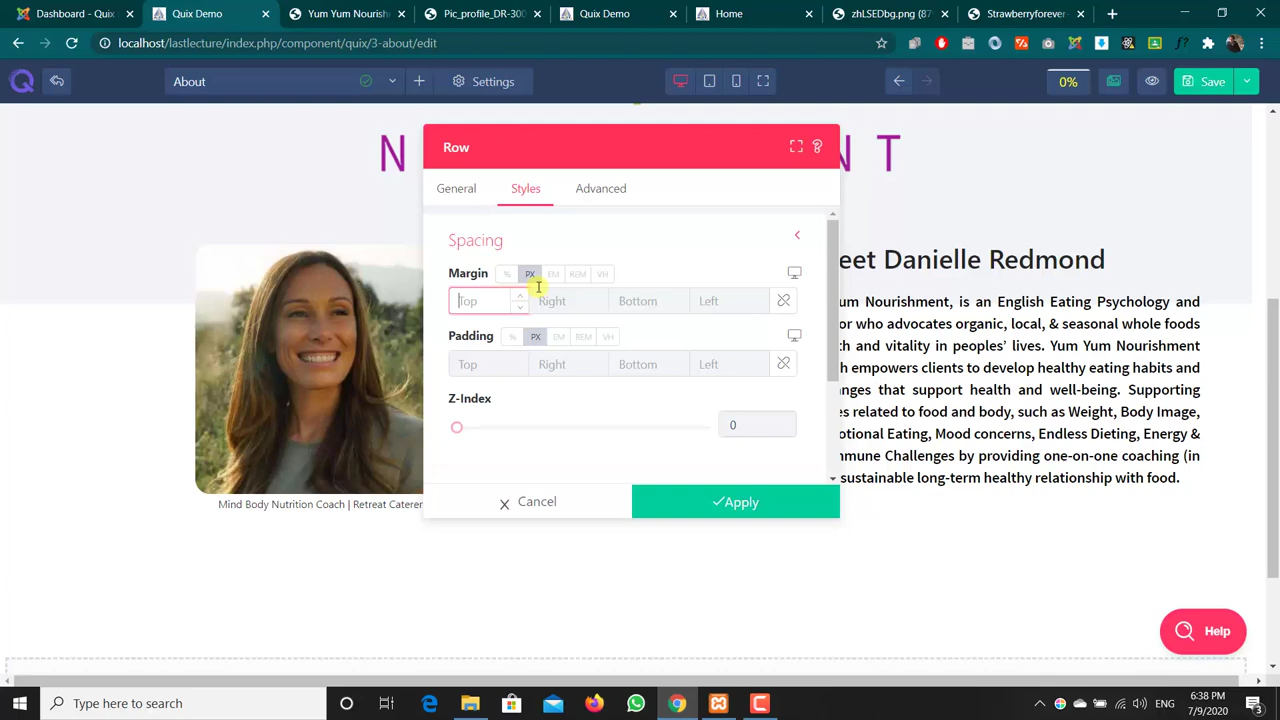 Dashboard - Qui
Quix Demo
Yum Yum Nourish
Pic_profile_DR-300
Quix Demo
Home
zhLSEDbg.png (87
Strawberryforever-
localhost/lastlecture/index.php/component/quix/3-about/edit
About
Settings
0%
Save
N
N T
Row
General
Styles
Advanced
Spacing
Margin % PX EM REM VH
Top Right Bottom Left
Padding % PX EM REM VH
Top Right Bottom Left
Z-Index
0
Cancel
Apply
Mind Body Nutrition Coach | Retreat Caterer
eet Danielle Redmond
um Nourishment, is an English Eating Psychology and
or who advocates organic, local, & seasonal whole foods
th and vitality in peoples’ lives. Yum Yum Nourishment
h empowers clients to develop healthy eating habits and
anges that support health and well-being. Supporting
es related to food and body, such as Weight, Body Image,
otional Eating, Mood concerns, Endless Dieting, Energy &
mmune Challenges by providing one-on-one coaching (in
sustainable long-term healthy relationship with food.
Help
Type here to search
6:38 PM
7/9/2020
3